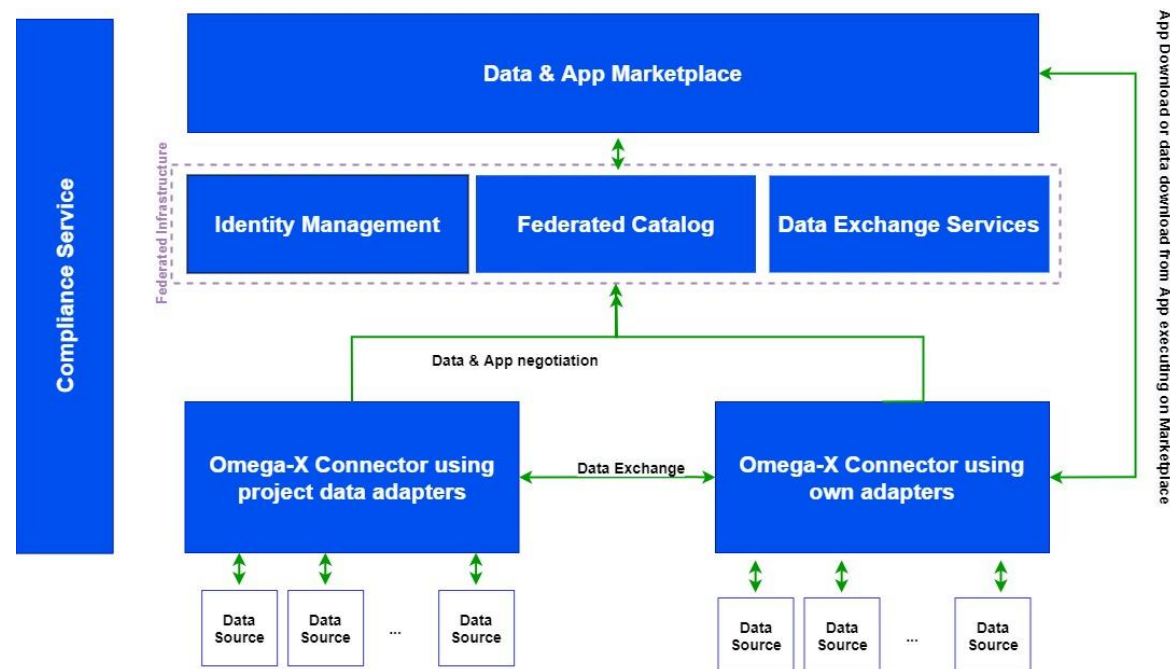 Compliance Service
Data & App Marketplace
App Download or data download from App executing on Marketplace
Federated Infrastructure
Identity Management
Federated Catalog
Data Exchange Services
Data & App negotiation
Omega-X Connector using
project data adapters
Data Exchange
Omega-X Connector using
own adapters
Data
Source
Data
Source
...
Data
Source
Data
Source
Data
Source
...
Data
Source